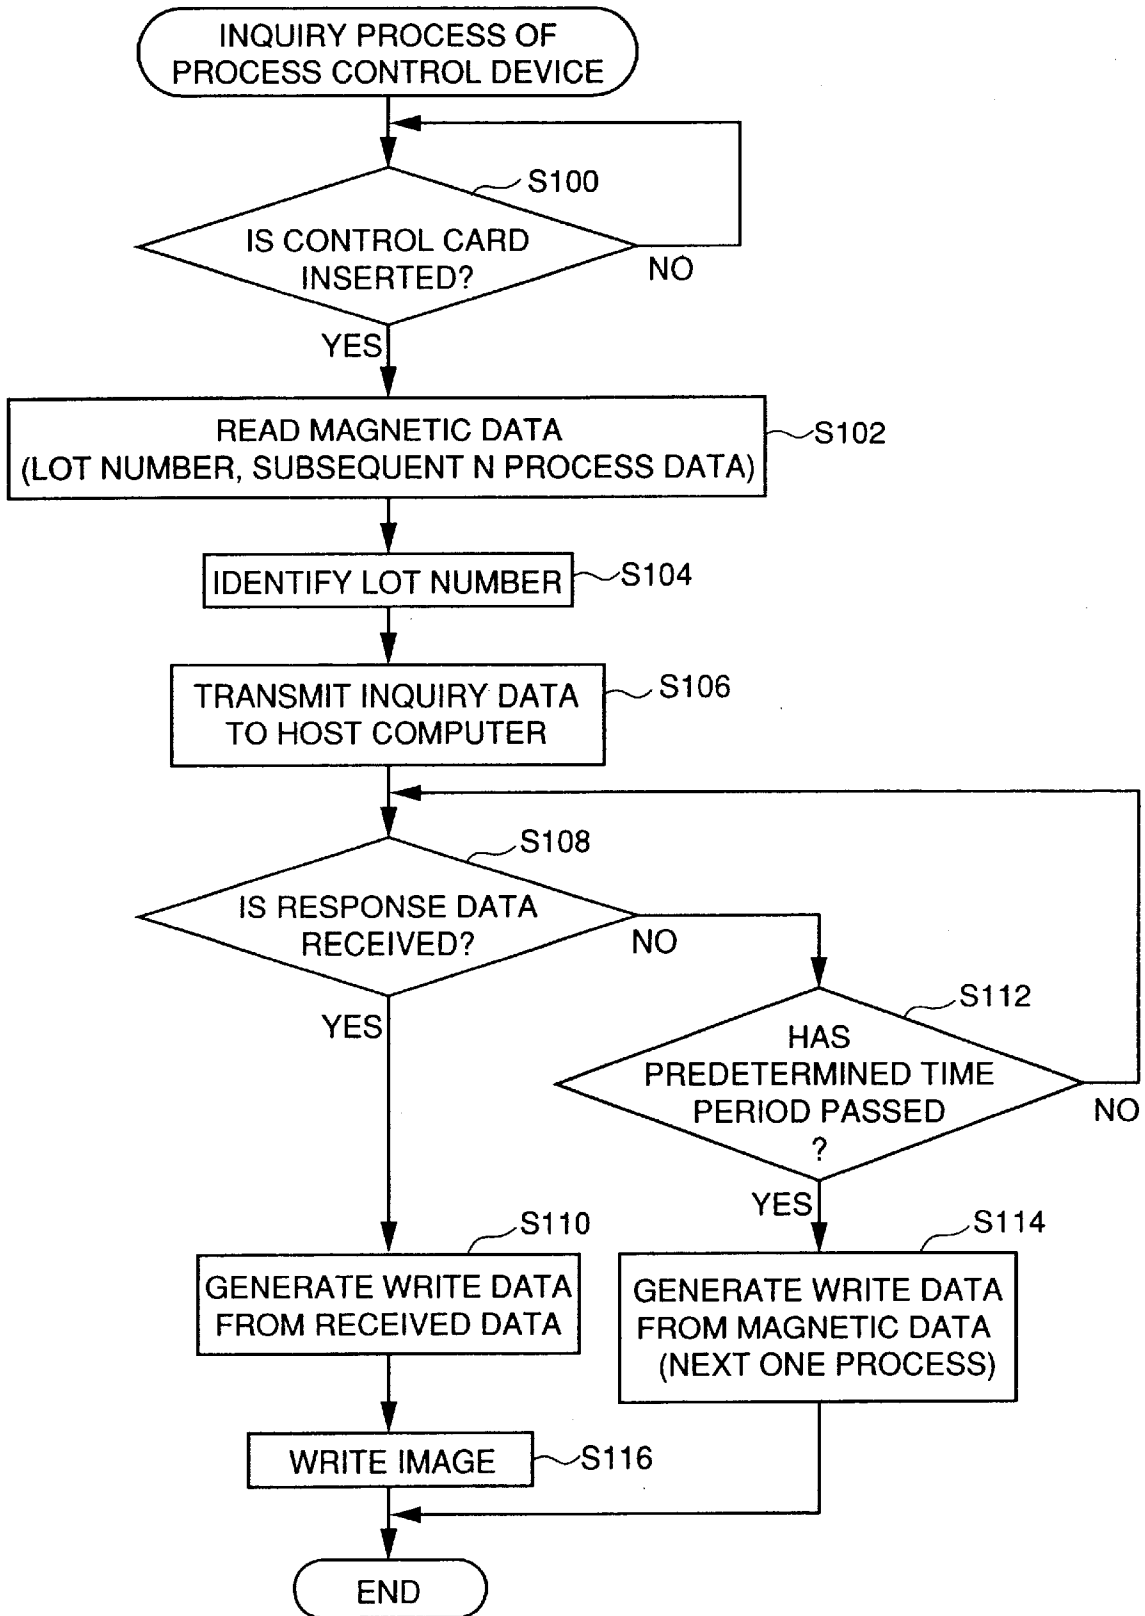 INQUIRY PROCESS OF
PROCESS CONTROL DEVICE
S100
IS CONTROL CARD
INSERTED?
NO
YES
READ MAGNETIC DATA
(LOT NUMBER, SUBSEQUENT N PROCESS DATA)
S102
IDENTIFY LOT NUMBER
S104
TRANSMIT INQUIRY DATA
TO HOST COMPUTER
S106
S108
IS RESPONSE DATA
RECEIVED?
NO
YES
S112
HAS
PREDETERMINED TIME
PERIOD PASSED
?
NO
YES
S110
GENERATE WRITE DATA
FROM RECEIVED DATA
S114
GENERATE WRITE DATA
FROM MAGNETIC DATA
(NEXT ONE PROCESS)
WRITE IMAGE
S116
END